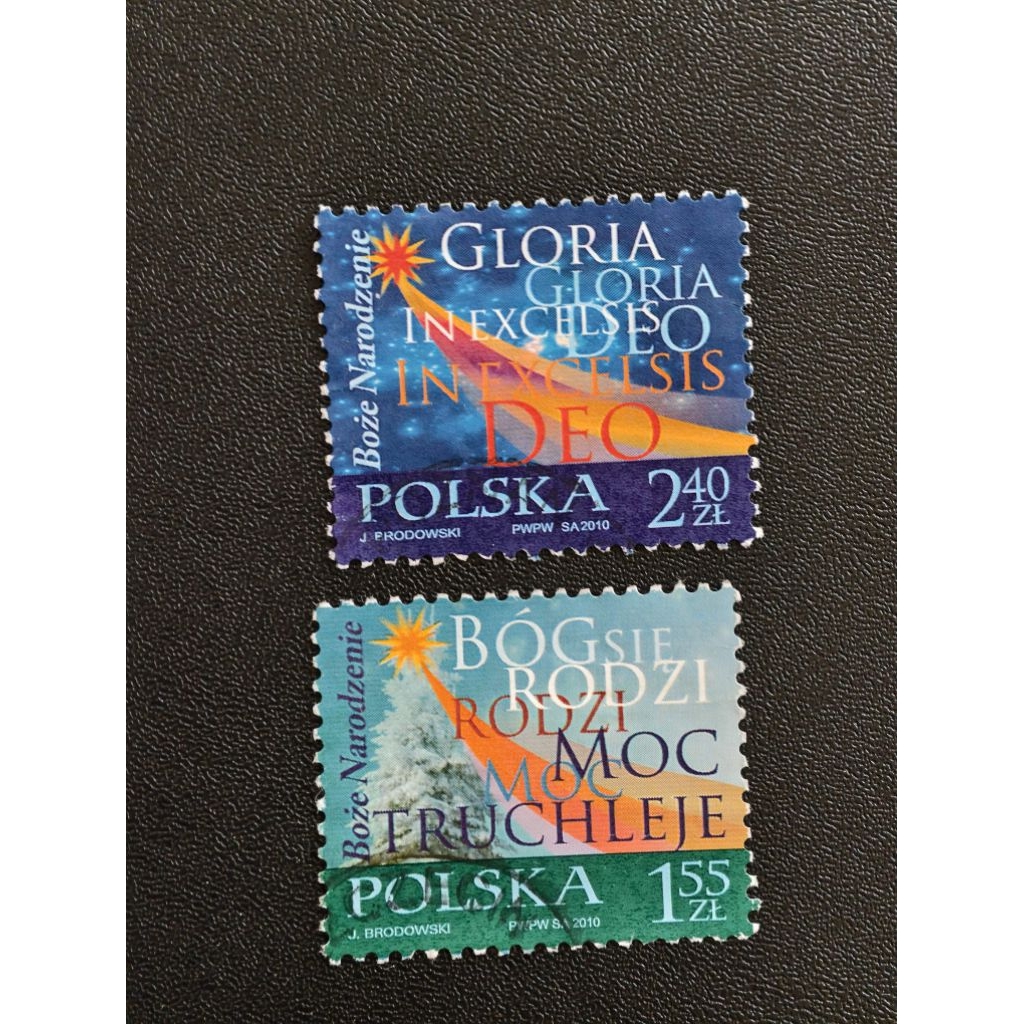 Boże Narodzenie
GLORIA
GLORIA
IN EXCELSIS
DEO
IN EXCELSIS
DEO
POLSKA 2 40 ZŁ
J. BRODOWSKI PWPW SA 2010
Boże Narodzenie
BÓG SIĘ
RODZI
RODZI
MOC
MOC
TRUCHLEJE
POLSKA 1 55 ZŁ
J. BRODOWSKI PWPW SA 2010